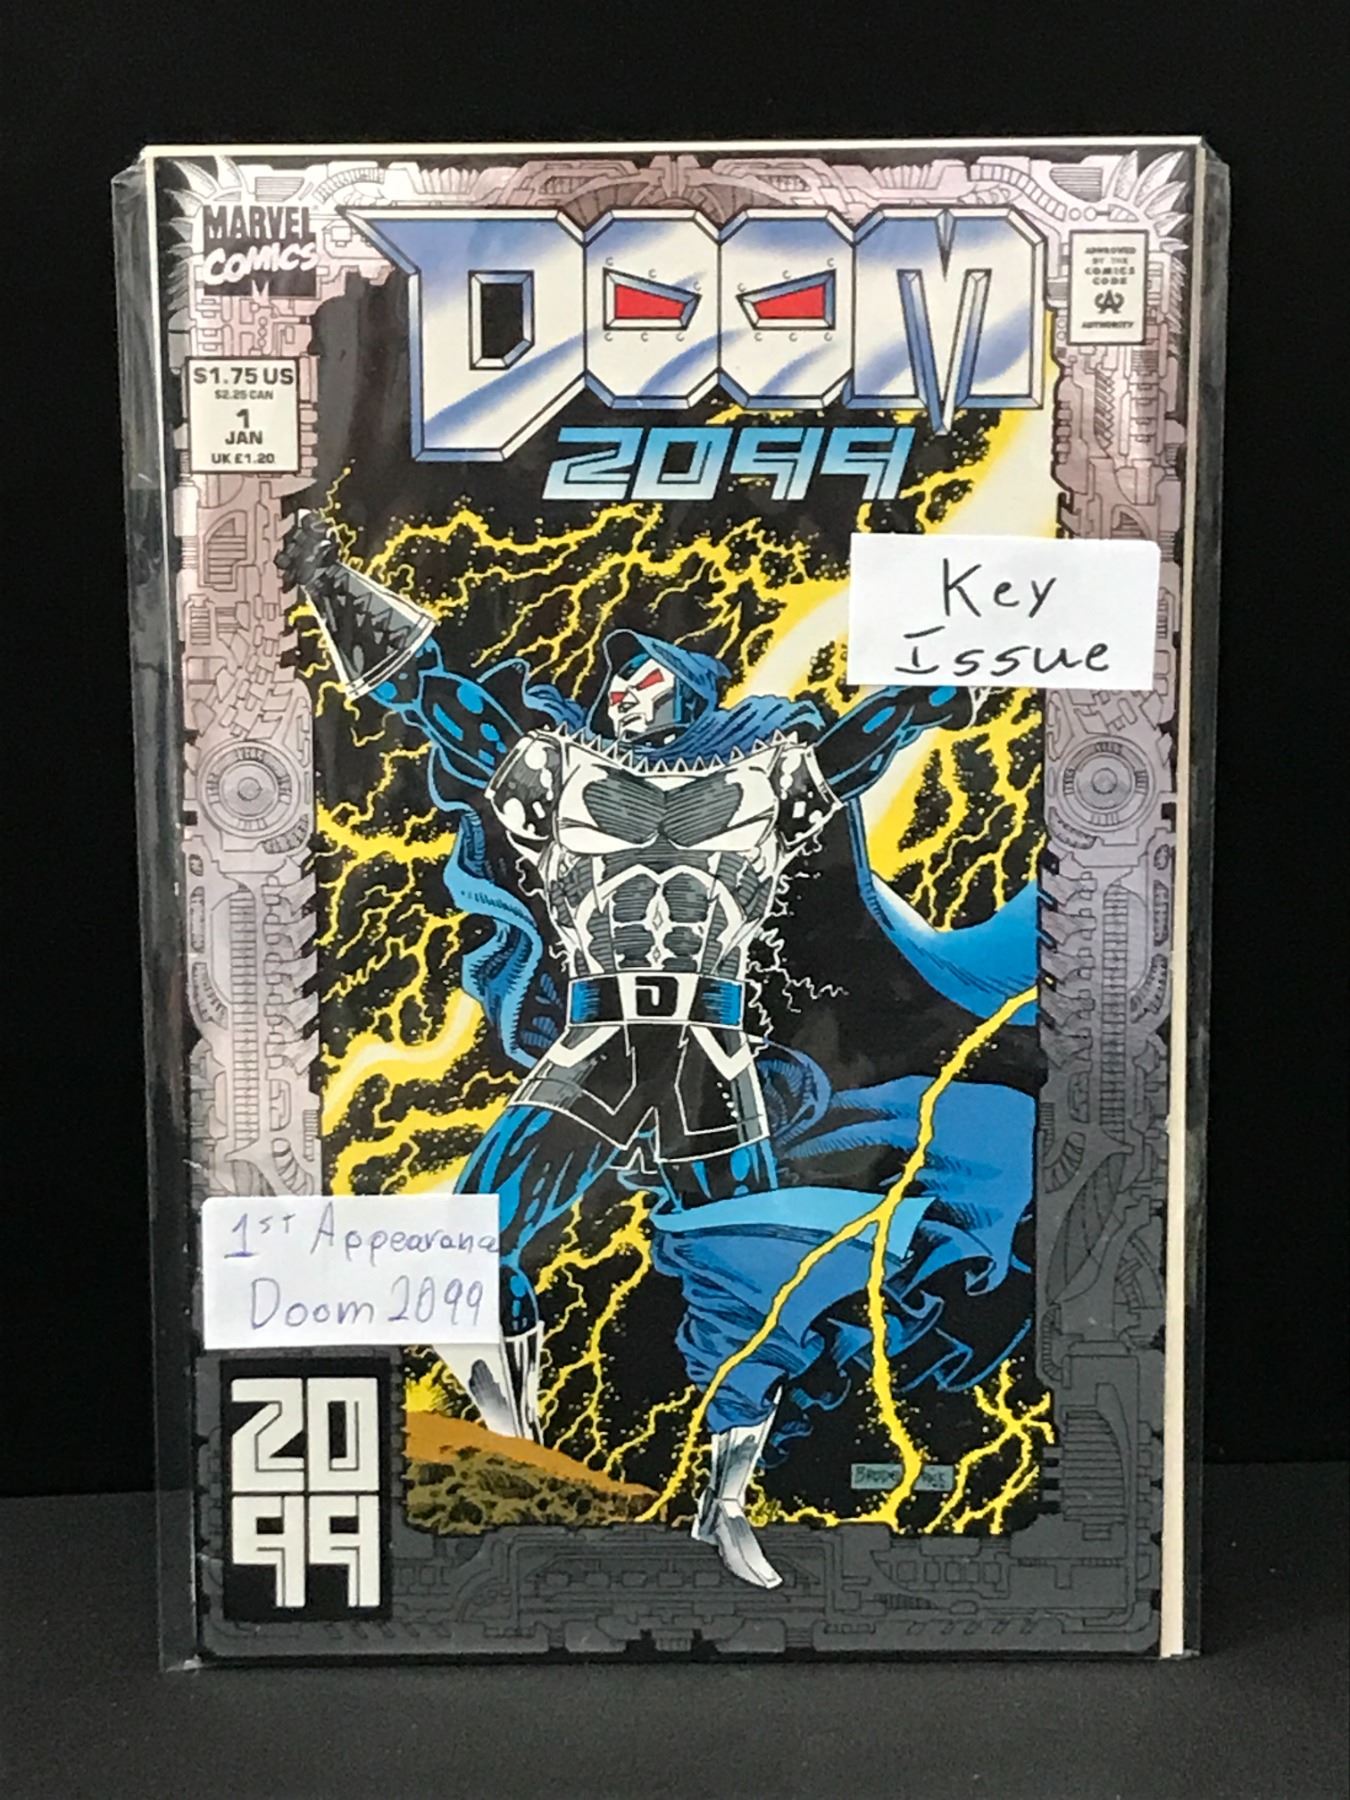 MARVEL
COMICS
DOOM
2099
APPROVED
BY THE
COMICS
CODE
A
AUTHORITY
$1.75 US
$2.25 CAN
1
JAN
UK £1.20
Key
Issue
D
1st Appearance
Doom 2099
20
99